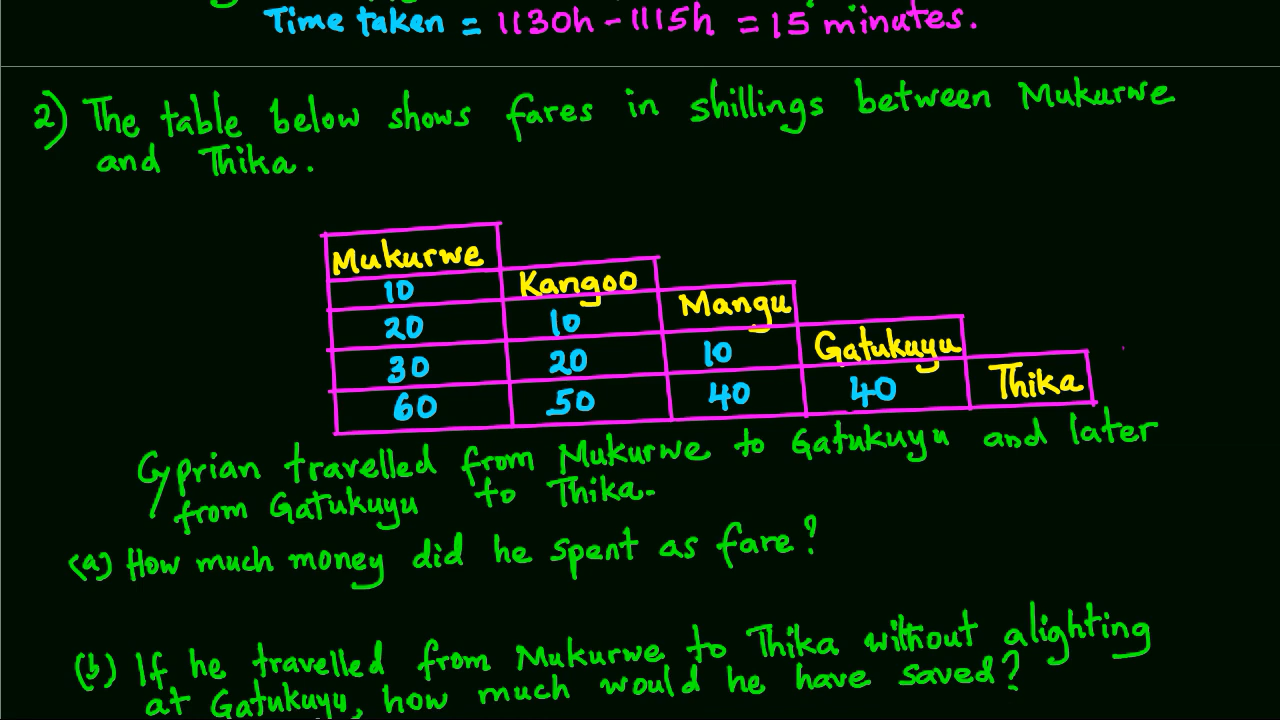 Time taken = 1130h - 1115h = 15 minutes.
2) The table below shows fares in shillings between Mukurwe
and Thika.
Mukurwe
10 Kangoo
20 10 Mangu
30 20 10 Gatukuyu
60 50 40 40 Thika
Cyprian travelled from Mukurwe to Gatukuyu and later
from Gatukuyu to Thika.
(a) How much money did he spent as fare?
(b) If he travelled from Mukurwe to Thika without alighting
at Gatukuyu, how much would he have saved?